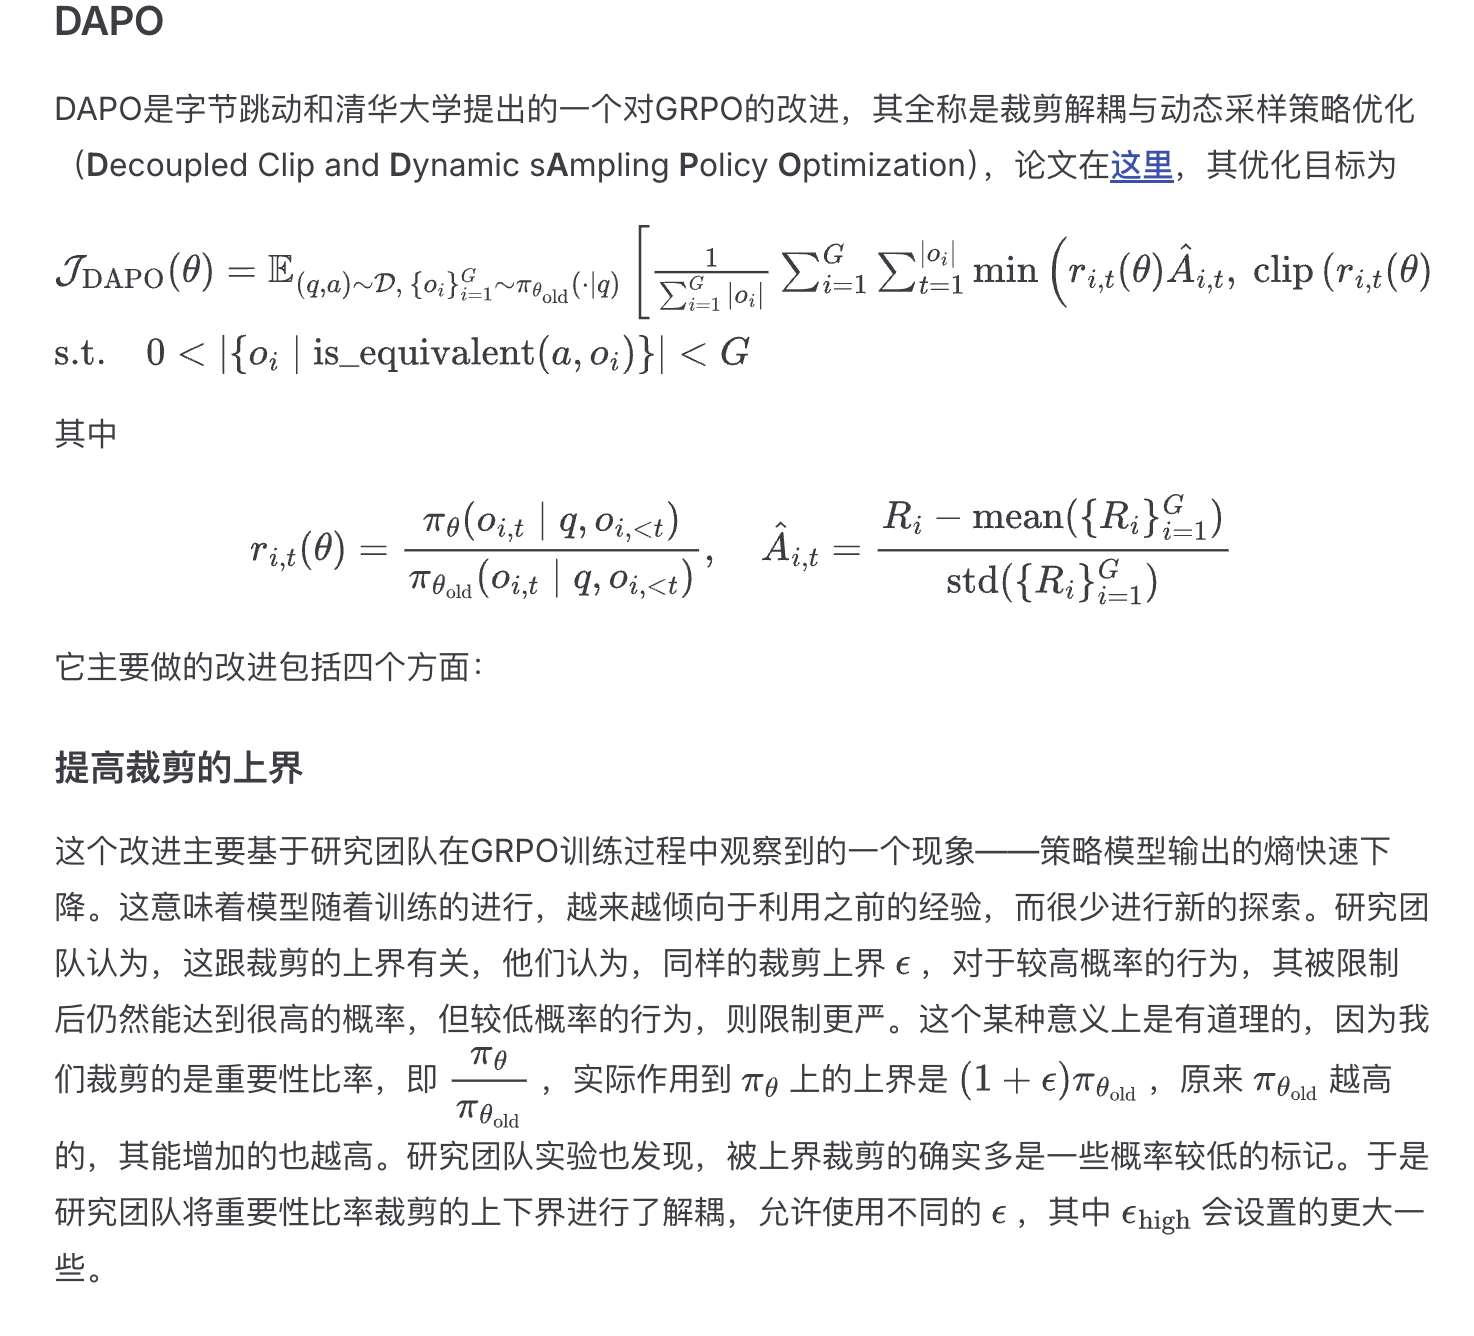 DAPO
DAPO是字节跳动和清华大学提出的一个对GRPO的改进，其全称是裁剪解耦与动态采样策略优化
（Decoupled Clip and Dynamic sAmpling Policy Optimization），论文在这里，其优化目标为
$\mathcal{J}_{\text{DAPO}}(\theta) = \mathbb{E}_{(q,a)\sim\mathcal{D}, \{o_i\}_{i=1}^{G}\sim\pi_{\theta_{\text{old}}}(\cdot|q)} \left[ \frac{1}{\sum_{i=1}^{G}|o_i|} \sum_{i=1}^{G} \sum_{t=1}^{|o_i|} \min \left( r_{i,t}(\theta)\hat{A}_{i,t}, \text{clip}\left(r_{i,t}(\theta)$
$\text{s.t.} \quad 0 < |\{o_i \mid \text{is\_equivalent}(a, o_i)\}| < G$
其中
$r_{i,t}(\theta) = \frac{\pi_\theta(o_{i,t} \mid q, o_{i,<t})}{\pi_{\theta_{\text{old}}}(o_{i,t} \mid q, o_{i,<t})}, \quad \hat{A}_{i,t} = \frac{R_i - \text{mean}(\{R_i\}_{i=1}^{G})}{\text{std}(\{R_i\}_{i=1}^{G})}$
它主要做的改进包括四个方面：
提高裁剪的上界
这个改进主要基于研究团队在GRPO训练过程中观察到的一个现象——策略模型输出的熵快速下
降。这意味着模型随着训练的进行，越来越倾向于利用之前的经验，而很少进行新的探索。研究团
队认为，这跟裁剪的上界有关，他们认为，同样的裁剪上界 $\epsilon$ ，对于较高概率的行为，其被限制
后仍然能达到很高的概率，但较低概率的行为，则限制更严。这个某种意义上是有道理的，因为我
们裁剪的是重要性比率，即 $\frac{\pi_\theta}{\pi_{\theta_{\text{old}}}}$ ，实际作用到 $\pi_\theta$ 上的上界是 $(1+\epsilon)\pi_{\theta_{\text{old}}}$ ，原来 $\pi_{\theta_{\text{old}}}$ 越高
的，其能增加的也越高。研究团队实验也发现，被上界裁剪的确实多是一些概率较低的标记。于是
研究团队将重要性比率裁剪的上下界进行了解耦，允许使用不同的 $\epsilon$ ，其中 $\epsilon_{\text{high}}$ 会设置的更大一
些。